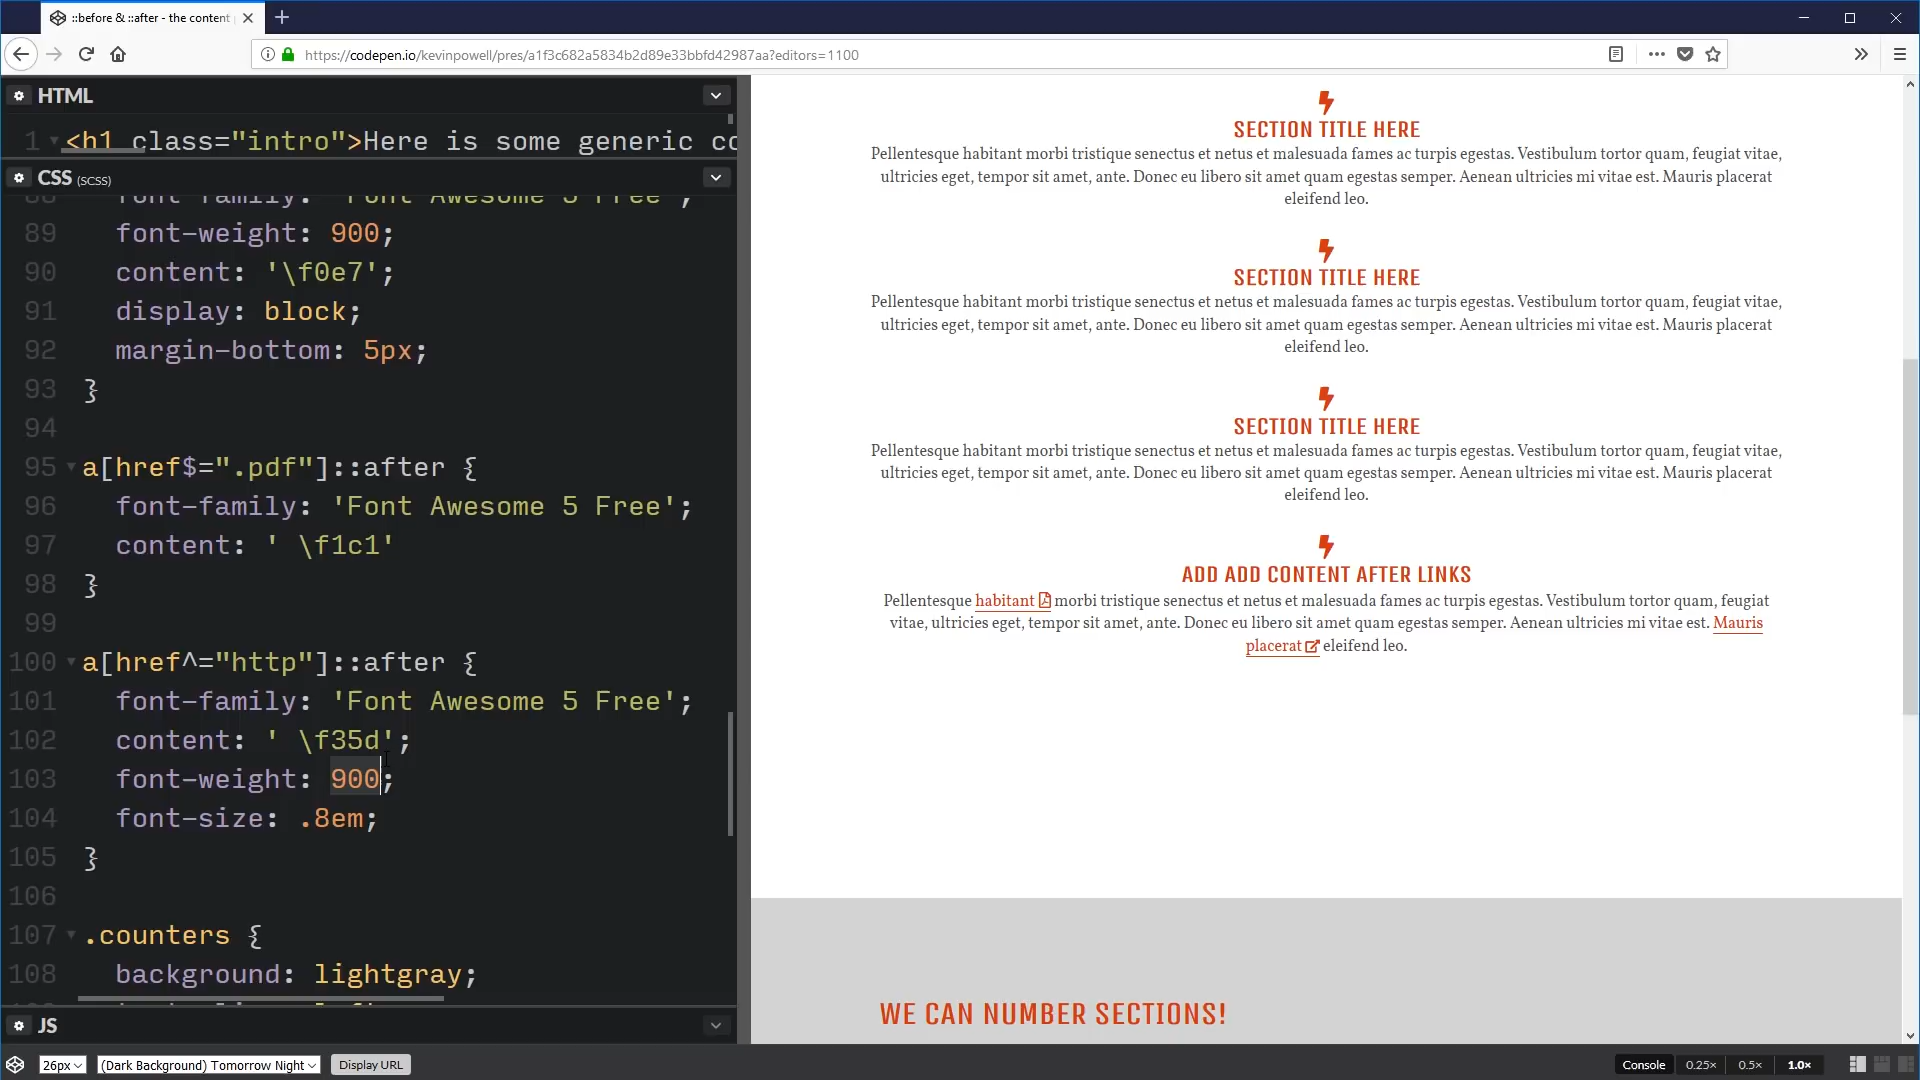 ::before & ::after - the content
https://codepen.io/kevinpowell/pres/a1f3c682a5834b2d89e33bbfd42987aa?editors=1100
HTML
1 <h1 class="intro">Here is some generic co
CSS (SCSS)
88 font-family: 'Font Awesome 5 Free';
89 font-weight: 900;
90 content: '\f0e7';
91 display: block;
92 margin-bottom: 5px;
93 }
94
95 a[href$=".pdf"]::after {
96 font-family: 'Font Awesome 5 Free';
97 content: ' \f1c1'
98 }
99
100 a[href^="http"]::after {
101 font-family: 'Font Awesome 5 Free';
102 content: ' \f35d';
103 font-weight: 900;
104 font-size: .8em;
105 }
106
107 .counters {
108 background: lightgray;
JS
26px
(Dark Background) Tomorrow Night
Display URL
SECTION TITLE HERE
Pellentesque habitant morbi tristique senectus et netus et malesuada fames ac turpis egestas. Vestibulum tortor quam, feugiat vitae,
ultricies eget, tempor sit amet, ante. Donec eu libero sit amet quam egestas semper. Aenean ultricies mi vitae est. Mauris placerat
eleifend leo.
SECTION TITLE HERE
Pellentesque habitant morbi tristique senectus et netus et malesuada fames ac turpis egestas. Vestibulum tortor quam, feugiat vitae,
ultricies eget, tempor sit amet, ante. Donec eu libero sit amet quam egestas semper. Aenean ultricies mi vitae est. Mauris placerat
eleifend leo.
SECTION TITLE HERE
Pellentesque habitant morbi tristique senectus et netus et malesuada fames ac turpis egestas. Vestibulum tortor quam, feugiat vitae,
ultricies eget, tempor sit amet, ante. Donec eu libero sit amet quam egestas semper. Aenean ultricies mi vitae est. Mauris placerat
eleifend leo.
ADD ADD CONTENT AFTER LINKS
Pellentesque habitant morbi tristique senectus et netus et malesuada fames ac turpis egestas. Vestibulum tortor quam, feugiat
vitae, ultricies eget, tempor sit amet, ante. Donec eu libero sit amet quam egestas semper. Aenean ultricies mi vitae est. Mauris
placerat eleifend leo.
WE CAN NUMBER SECTIONS!
Console
0.25×
0.5×
1.0×